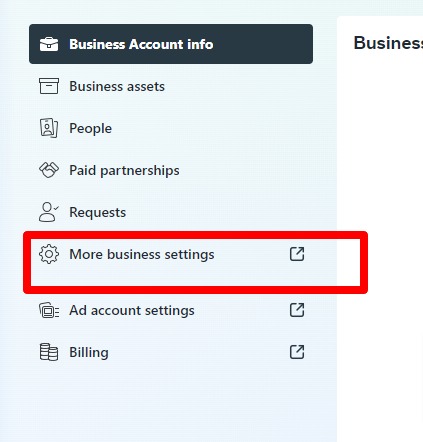 Business Account info
Business
Business assets
People
Paid partnerships
Requests
More business settings
Ad account settings
Billing